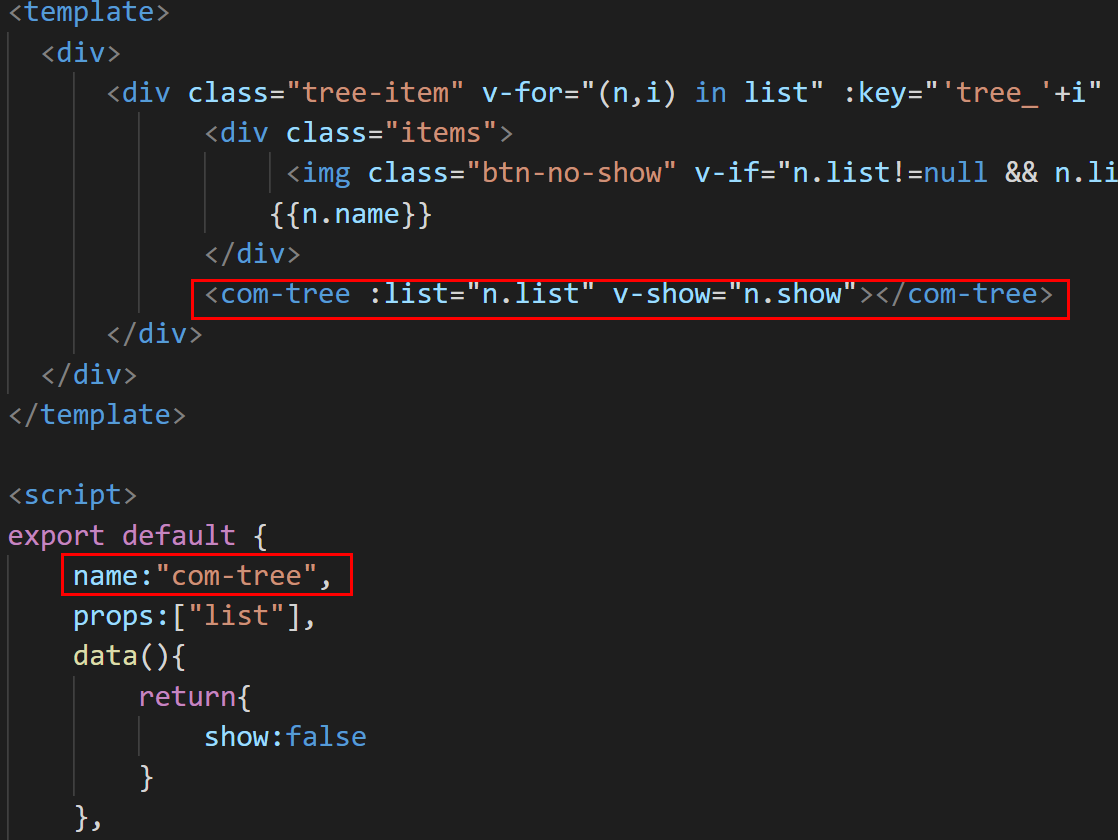 <template>
<div>
<div class="tree-item" v-for="(n,i) in list" :key="'tree_'+i"
<div class="items">
<img class="btn-no-show" v-if="n.list!=null && n.li
{{n.name}}
</div>
<com-tree :list="n.list" v-show="n.show"></com-tree>
</div>
</div>
</template>
<script>
export default {
name:"com-tree",
props:["list"],
data(){
return{
show:false
}
},